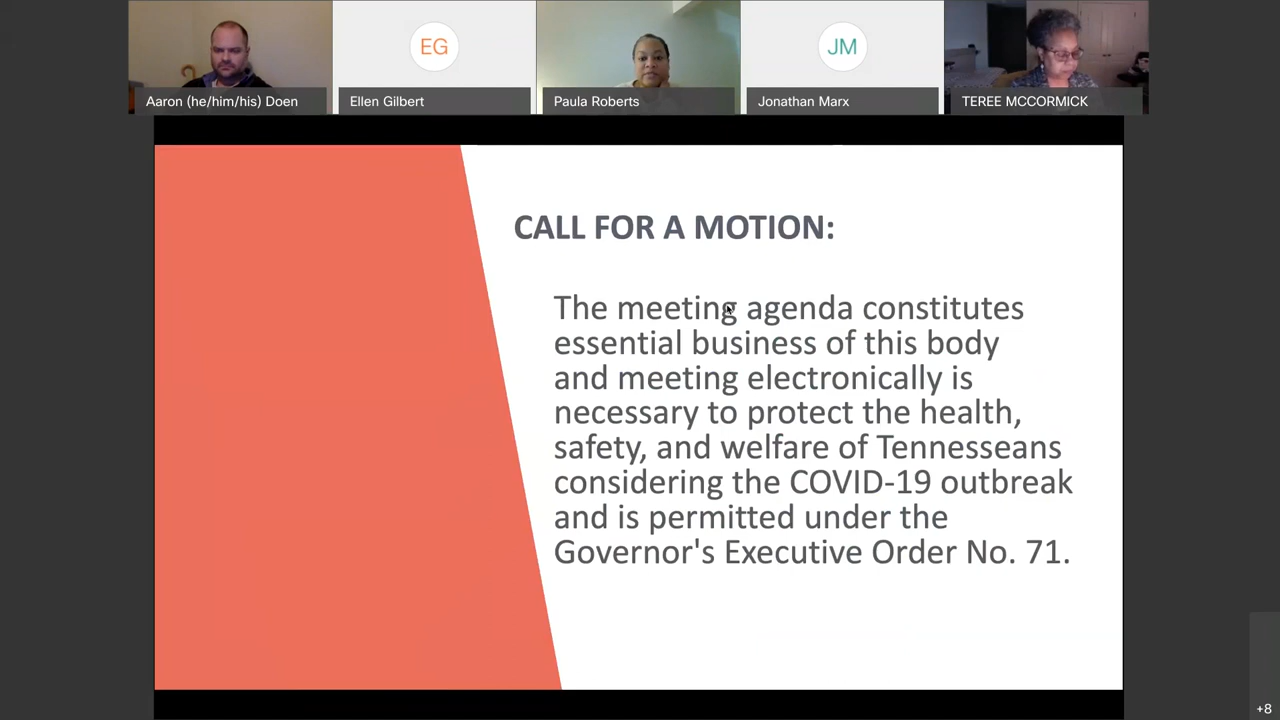 EG
JM
Aaron (he/him/his) Doen
Ellen Gilbert
Paula Roberts
Jonathan Marx
TEREE MCCORMICK
CALL FOR A MOTION:
The meeting agenda constitutes
essential business of this body
and meeting electronically is
necessary to protect the health,
safety, and welfare of Tennesseans
considering the COVID-19 outbreak
and is permitted under the
Governor's Executive Order No. 71.
+8